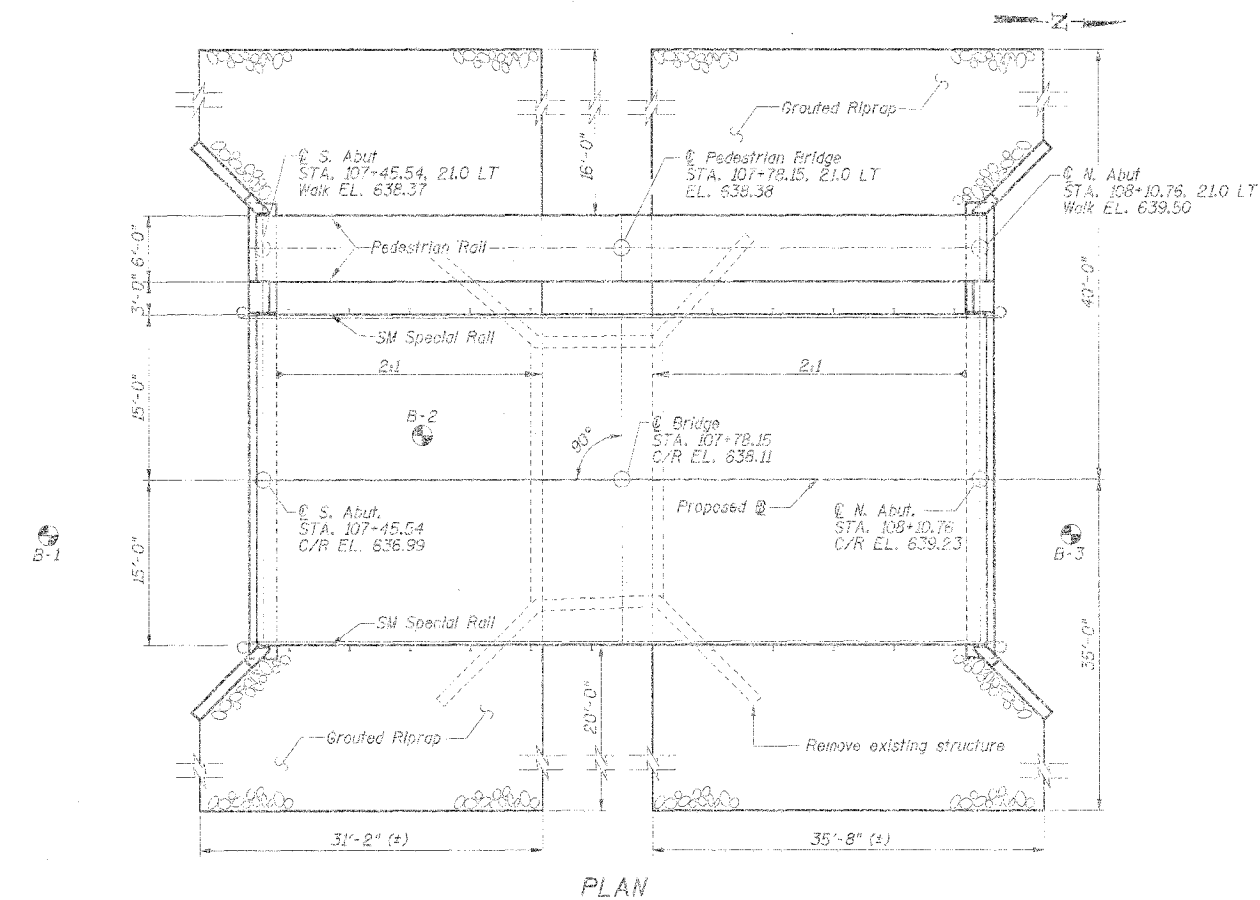 Z
Grouted Riprap
16'-0"
℄ S. Abut
STA. 107+45.54, 21.0 LT
Walk EL. 638.37
℄ Pedestrian Bridge
STA. 107+78.15, 21.0 LT
EL. 638.38
℄ N. Abut
STA. 108+10.76, 21.0 LT
Walk EL. 639.50
6'-0"
Pedestrian Rail
3'-0"
40'-0"
SM Special Rail
2:1
2:1
15'-0"
B-2
90°
℄ Bridge
STA. 107+78.15
C/R EL. 638.11
Proposed ℄
℄ S. Abut.
STA. 107+45.54
C/R EL. 636.99
℄ N. Abut.
STA. 108+10.76
C/R EL. 639.23
B-1
B-3
15'-0"
SM Special Rail
35'-0"
20'-0"
Grouted Riprap
Remove existing structure
31'-2" (±)
35'-8" (±)
PLAN